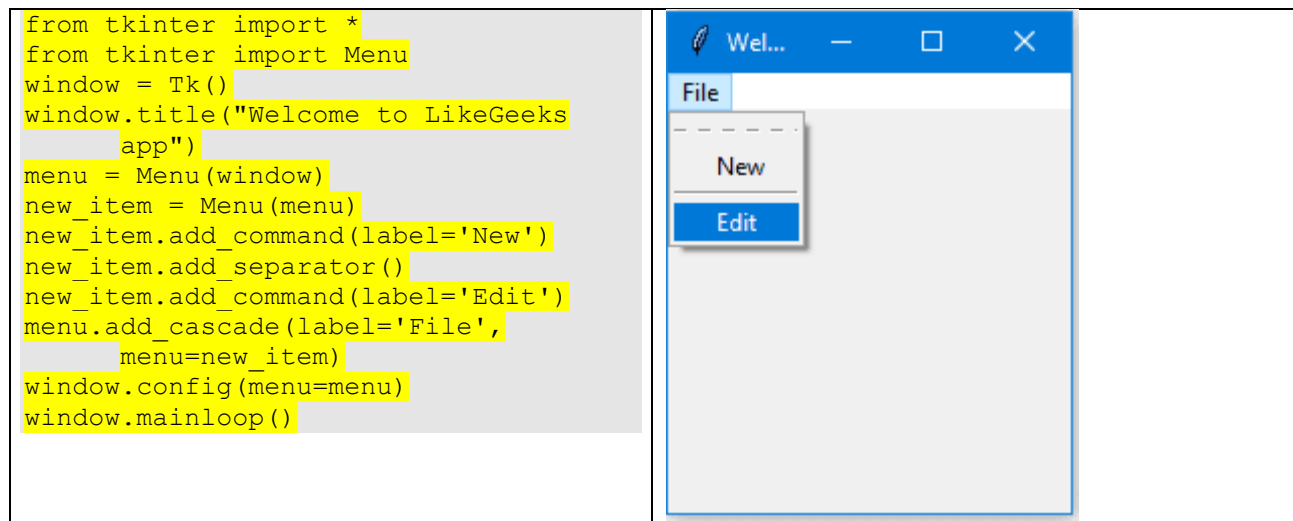 from tkinter import *
from tkinter import Menu
window = Tk()
window.title("Welcome to LikeGeeks
app")
menu = Menu(window)
new_item = Menu(menu)
new_item.add_command(label='New')
new_item.add_separator()
new_item.add_command(label='Edit')
menu.add_cascade(label='File',
menu=new_item)
window.config(menu=menu)
window.mainloop()
Wel...
File
New
Edit